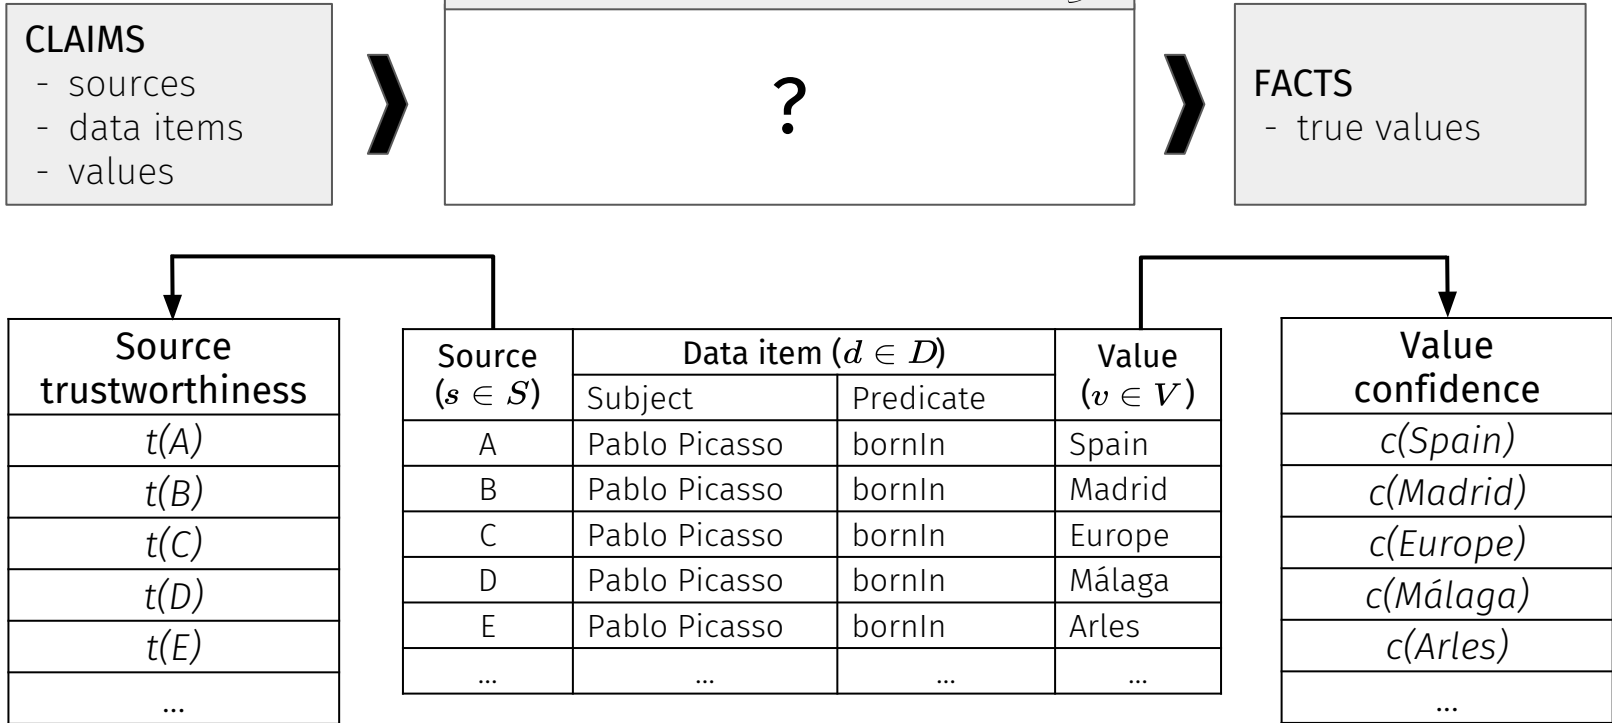 CLAIMS
- sources
- data items
- values
?
FACTS
- true values
Source
trustworthiness
t(A)
t(B)
t(C)
t(D)
t(E)
...
Source
(s ∈ S)
Data item (d ∈ D)
Value
(v ∈ V)
Subject
Predicate
A Pablo Picasso bornIn Spain
B Pablo Picasso bornIn Madrid
C Pablo Picasso bornIn Europe
D Pablo Picasso bornIn Málaga
E Pablo Picasso bornIn Arles
... ... ... ...
Value
confidence
c(Spain)
c(Madrid)
c(Europe)
c(Málaga)
c(Arles)
...